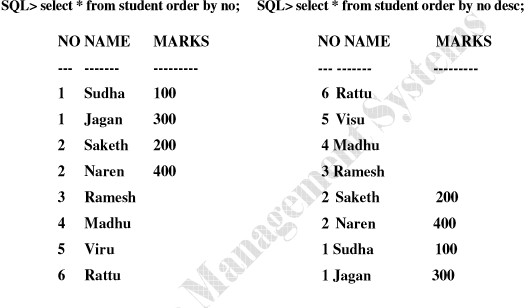 SQL> select * from student order by no; SQL> select * from student order by no desc;
NO NAME MARKS NO NAME MARKS
--- ------- --------- --- ------- ---------
1 Sudha 100 6 Rattu
1 Jagan 300 5 Visu
2 Saketh 200 4 Madhu
2 Naren 400 3 Ramesh
3 Ramesh 2 Saketh 200
4 Madhu 2 Naren 400
5 Viru 1 Sudha 100
6 Rattu 1 Jagan 300
Management Systems